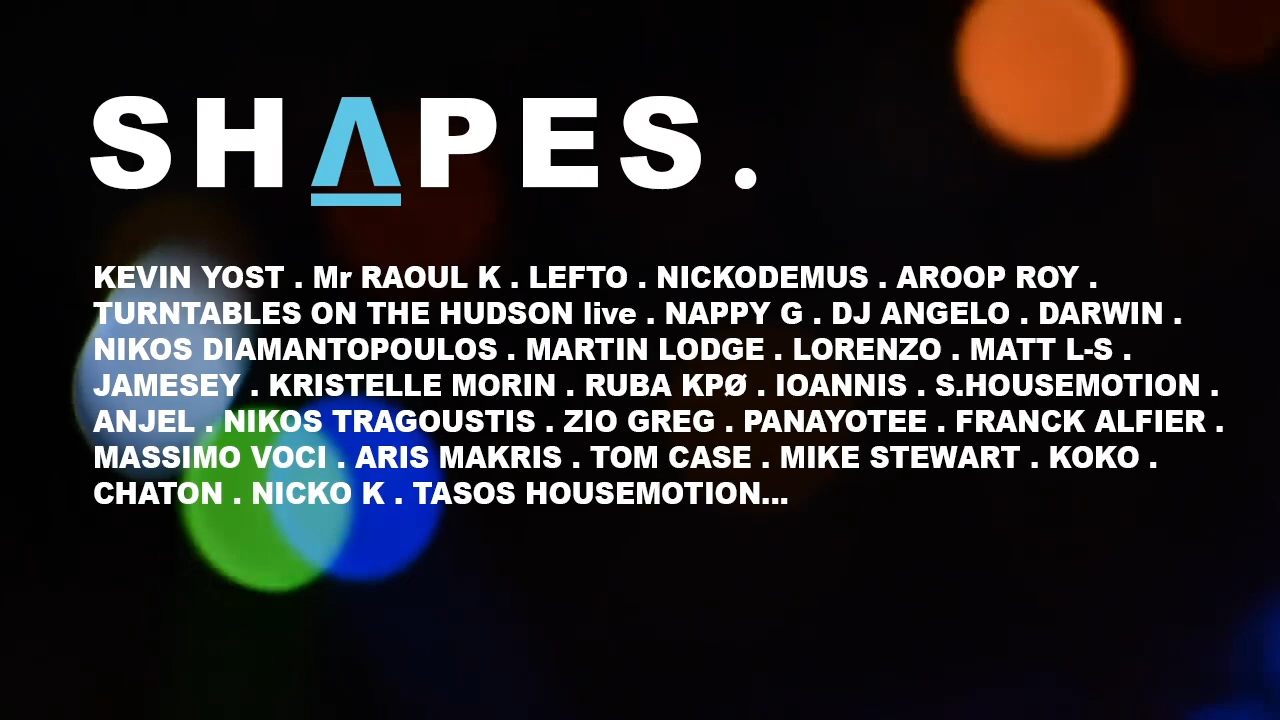 SHAPES.
KEVIN YOST . Mr RAOUL K . LEFTO . NICKODEMUS . AROOP ROY .
TURNTABLES ON THE HUDSON live . NAPPY G . DJ ANGELO . DARWIN .
NIKOS DIAMANTOPOULOS . MARTIN LODGE . LORENZO . MATT L-S .
JAMESEY . KRISTELLE MORIN . RUBA KPØ . IOANNIS . S.HOUSEMOTION .
ANJEL . NIKOS TRAGOUSTIS . ZIO GREG . PANAYOTEE . FRANCK ALFIER .
MASSIMO VOCI . ARIS MAKRIS . TOM CASE . MIKE STEWART . KOKO .
CHATON . NICKO K . TASOS HOUSEMOTION...